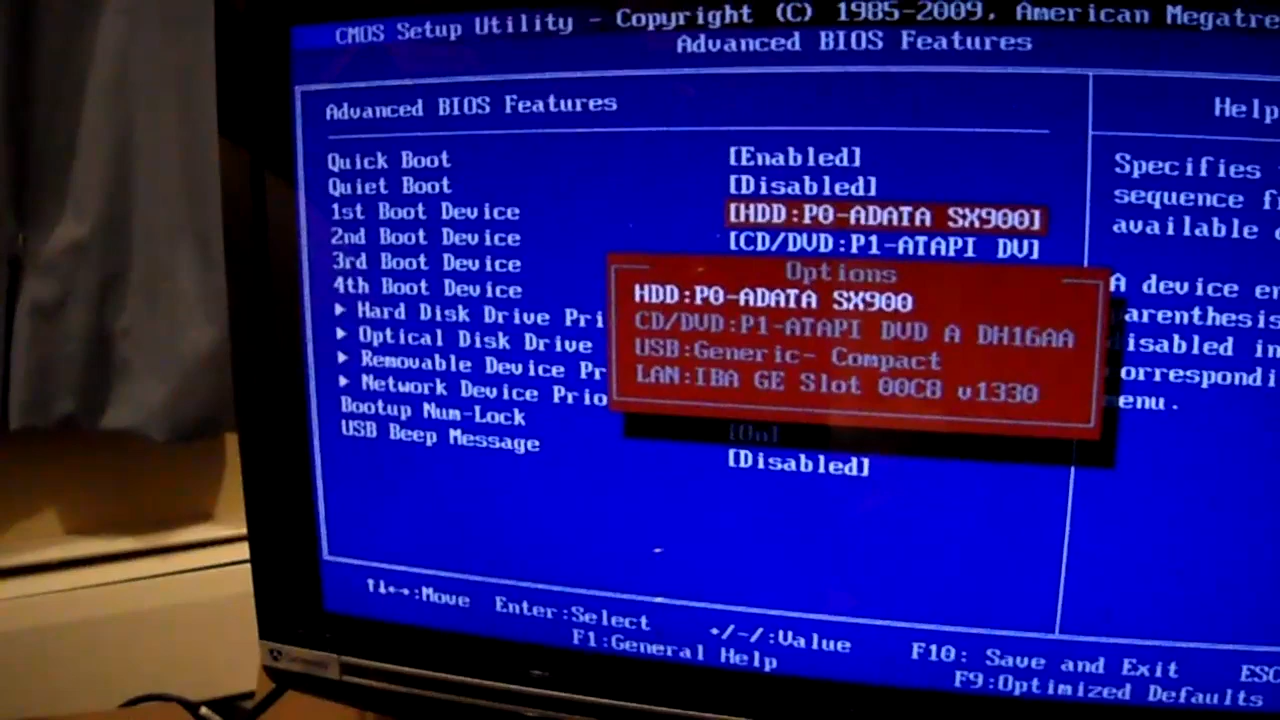 CMOS Setup Utility - Copyright (C) 1985-2009, American Megatre
Advanced BIOS Features
Advanced BIOS Features
Help
Quick Boot [Enabled]
Quiet Boot [Disabled]
1st Boot Device [HDD:P0-ADATA SX900]
2nd Boot Device [CD/DVD:P1-ATAPI DV]
3rd Boot Device
4th Boot Device
▶ Hard Disk Drive Pri
▶ Optical Disk Drive
▶ Removable Device Pr
▶ Network Device Prio
Bootup Num-Lock [On]
USB Beep Message [Disabled]
Options
HDD:P0-ADATA SX900
CD/DVD:P1-ATAPI DVD A DH16AA
USB:Generic- Compact
LAN:IBA GE Slot 00C8 v1330
Specifies
sequence f
available
A device en
arenthesis
isabled in
orrespondi
enu.
↑↓←→:Move Enter:Select +/-/:Value F10: Save and Exit ESC
F1:General Help F9:Optimized Defaults